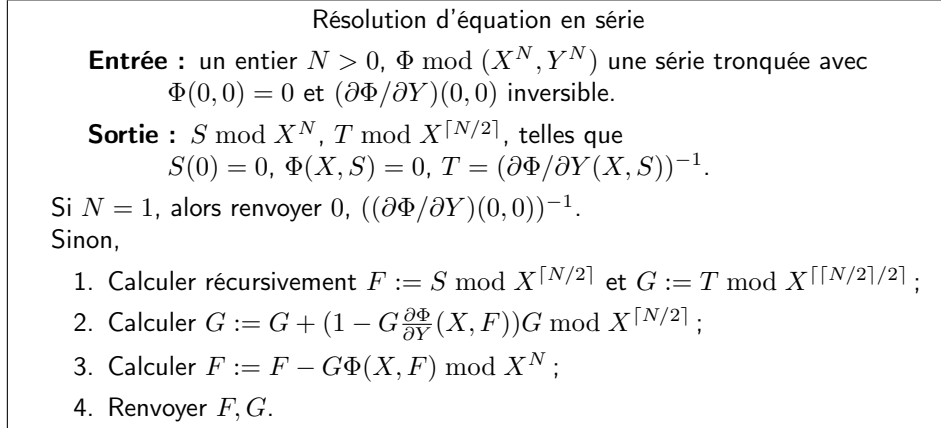 Résolution d'équation en série
Entrée : un entier N > 0, Φ mod (X^N, Y^N) une série tronquée avec
Φ(0, 0) = 0 et (∂Φ/∂Y)(0, 0) inversible.
Sortie : S mod X^N, T mod X^⌈N/2⌉, telles que
S(0) = 0, Φ(X, S) = 0, T = (∂Φ/∂Y(X, S))^−1.
Si N = 1, alors renvoyer 0, ((∂Φ/∂Y)(0, 0))^−1.
Sinon,
1. Calculer récursivement F := S mod X^⌈N/2⌉ et G := T mod X^⌈⌈N/2⌉/2⌉ ;
2. Calculer G := G + (1 − G ∂Φ/∂Y (X, F))G mod X^⌈N/2⌉ ;
3. Calculer F := F − GΦ(X, F) mod X^N ;
4. Renvoyer F, G.